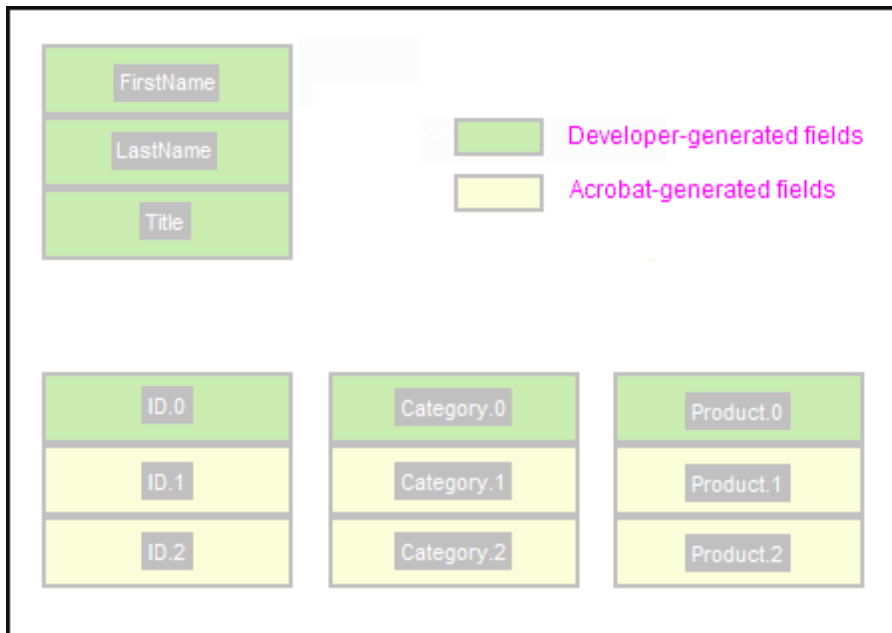 FirstName
LastName
Title
Developer-generated fields
Acrobat-generated fields
ID.0 Category.0 Product.0
ID.1 Category.1 Product.1
ID.2 Category.2 Product.2